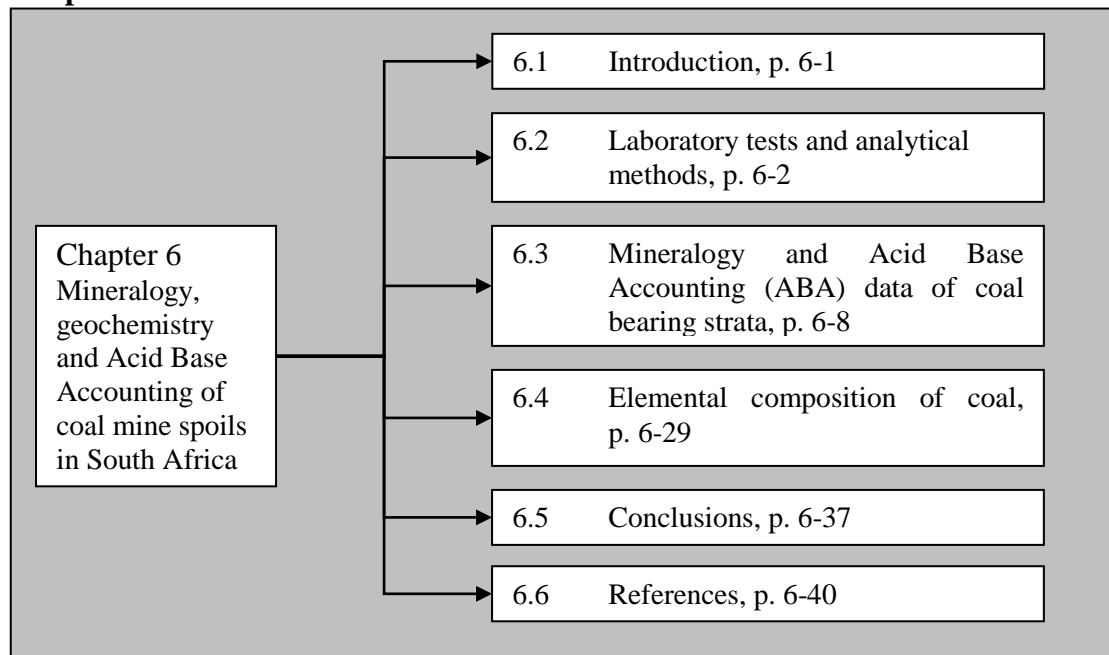 Chapter 6
Mineralogy,
geochemistry
and Acid Base
Accounting of
coal mine spoils
in South Africa
6.1 Introduction, p. 6-1
6.2 Laboratory tests and analytical
methods, p. 6-2
6.3 Mineralogy and Acid Base
Accounting (ABA) data of coal
bearing strata, p. 6-8
6.4 Elemental composition of coal,
p. 6-29
6.5 Conclusions, p. 6-37
6.6 References, p. 6-40